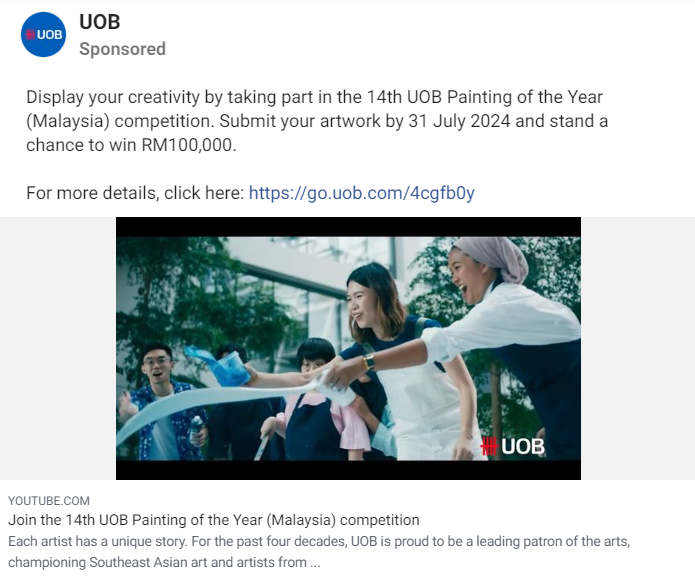 UOB
UOB
Sponsored
Display your creativity by taking part in the 14th UOB Painting of the Year
(Malaysia) competition. Submit your artwork by 31 July 2024 and stand a
chance to win RM100,000.
For more details, click here: https://go.uob.com/4cgfb0y
UOB
YOUTUBE.COM
Join the 14th UOB Painting of the Year (Malaysia) competition
Each artist has a unique story. For the past four decades, UOB is proud to be a leading patron of the arts,
championing Southeast Asian art and artists from ...